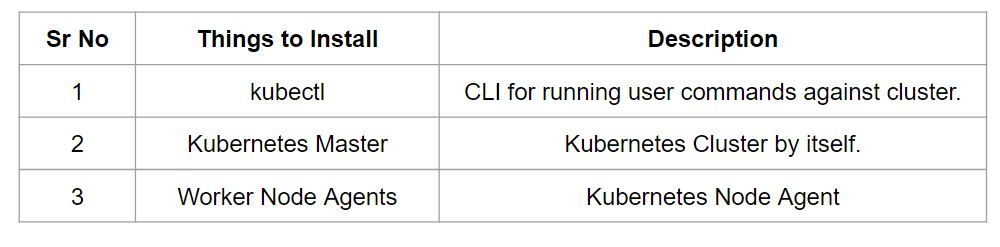 Sr No Things to Install Description
1 kubectl CLI for running user commands against cluster.
2 Kubernetes Master Kubernetes Cluster by itself.
3 Worker Node Agents Kubernetes Node Agent